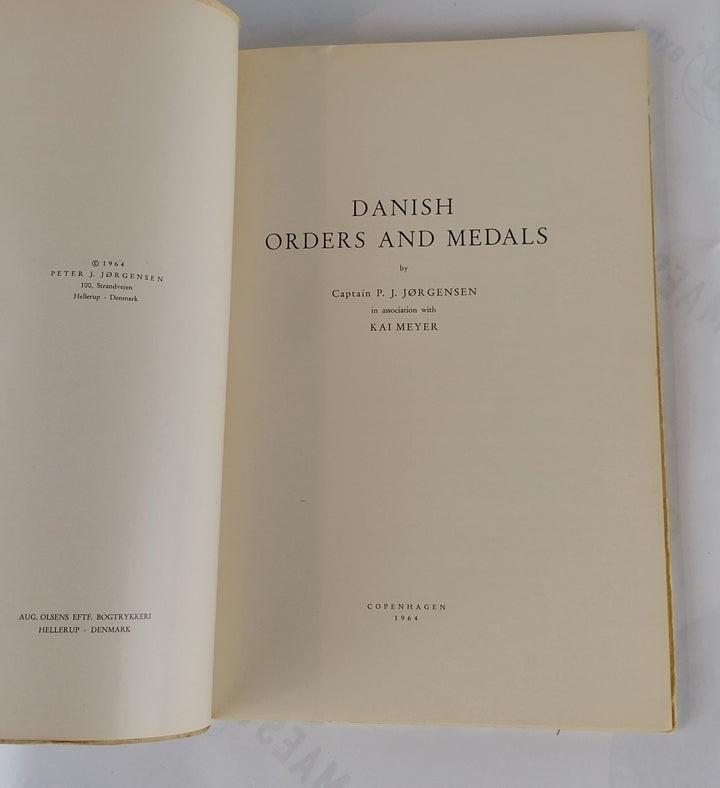 © 1964
PETER J. JØRGENSEN
100, Strandvejen
Hellerup - Denmark
AUG. OLSENS EFTF. BOGTRYKKERI
HELLERUP - DENMARK
DANISH
ORDERS AND MEDALS
by
Captain P. J. JØRGENSEN
in association with
KAI MEYER
COPENHAGEN
1964